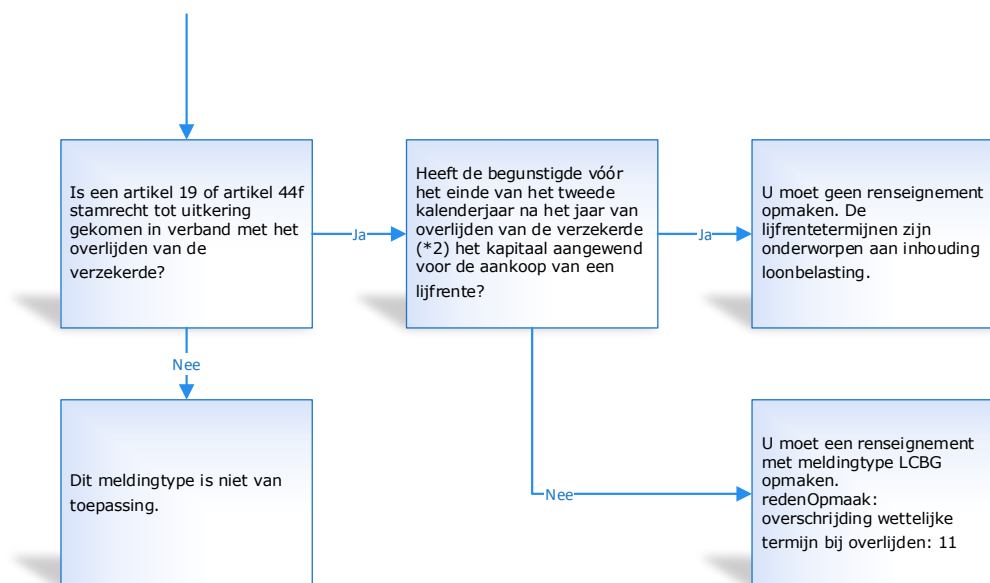 Is een artikel 19 of artikel 44f
stamrecht tot uitkering
gekomen in verband met het
overlijden van de
verzekerde?
Ja
Heeft de begunstigde vóór
het einde van het tweede
kalenderjaar na het jaar van
overlijden van de verzekerde
(*2) het kapitaal aangewend
voor de aankoop van een
lijfrente?
Ja
U moet geen renseignement
opmaken. De
lijfrentetermijnen zijn
onderworpen aan inhouding
loonbelasting.
Nee
Dit meldingtype is niet van
toepassing.
Nee
U moet een renseignement
met meldingtype LCBG
opmaken.
redenOpmaak:
overschrijding wettelijke
termijn bij overlijden: 11